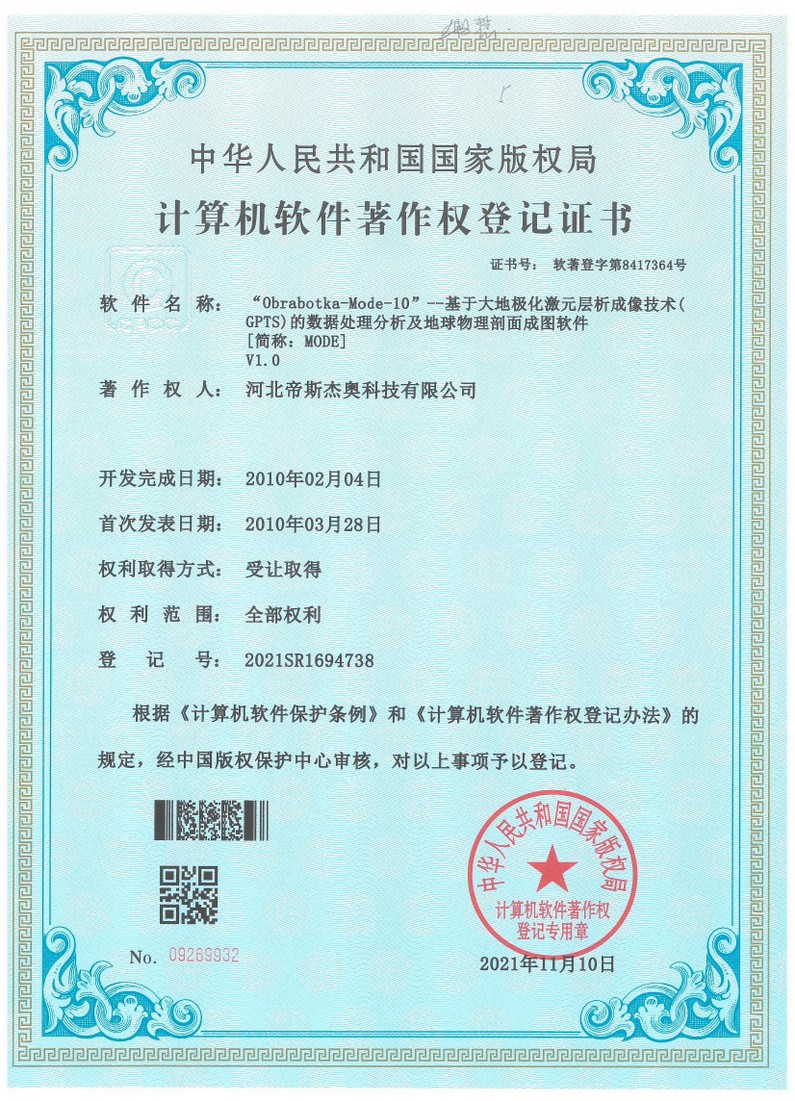 中华人民共和国国家版权局
计算机软件著作权登记证书
证书号： 软著登字第8417364号
软件名称： “Obrabotka-Mode-10”--基于大地极化激元层析成像技术(
GPTS)的数据处理分析及地球物理剖面成图软件
[简称：MODE]
V1.0
著作权人： 河北帝斯杰奥科技有限公司
开发完成日期： 2010年02月04日
首次发表日期： 2010年03月28日
权利取得方式： 受让取得
权利范围： 全部权利
登记号： 2021SR1694738
根据《计算机软件保护条例》和《计算机软件著作权登记办法》的
规定，经中国版权保护中心审核，对以上事项予以登记。
中华人民共和国国家版权局
计算机软件著作权
登记专用章
No. 09269932
2021年11月10日